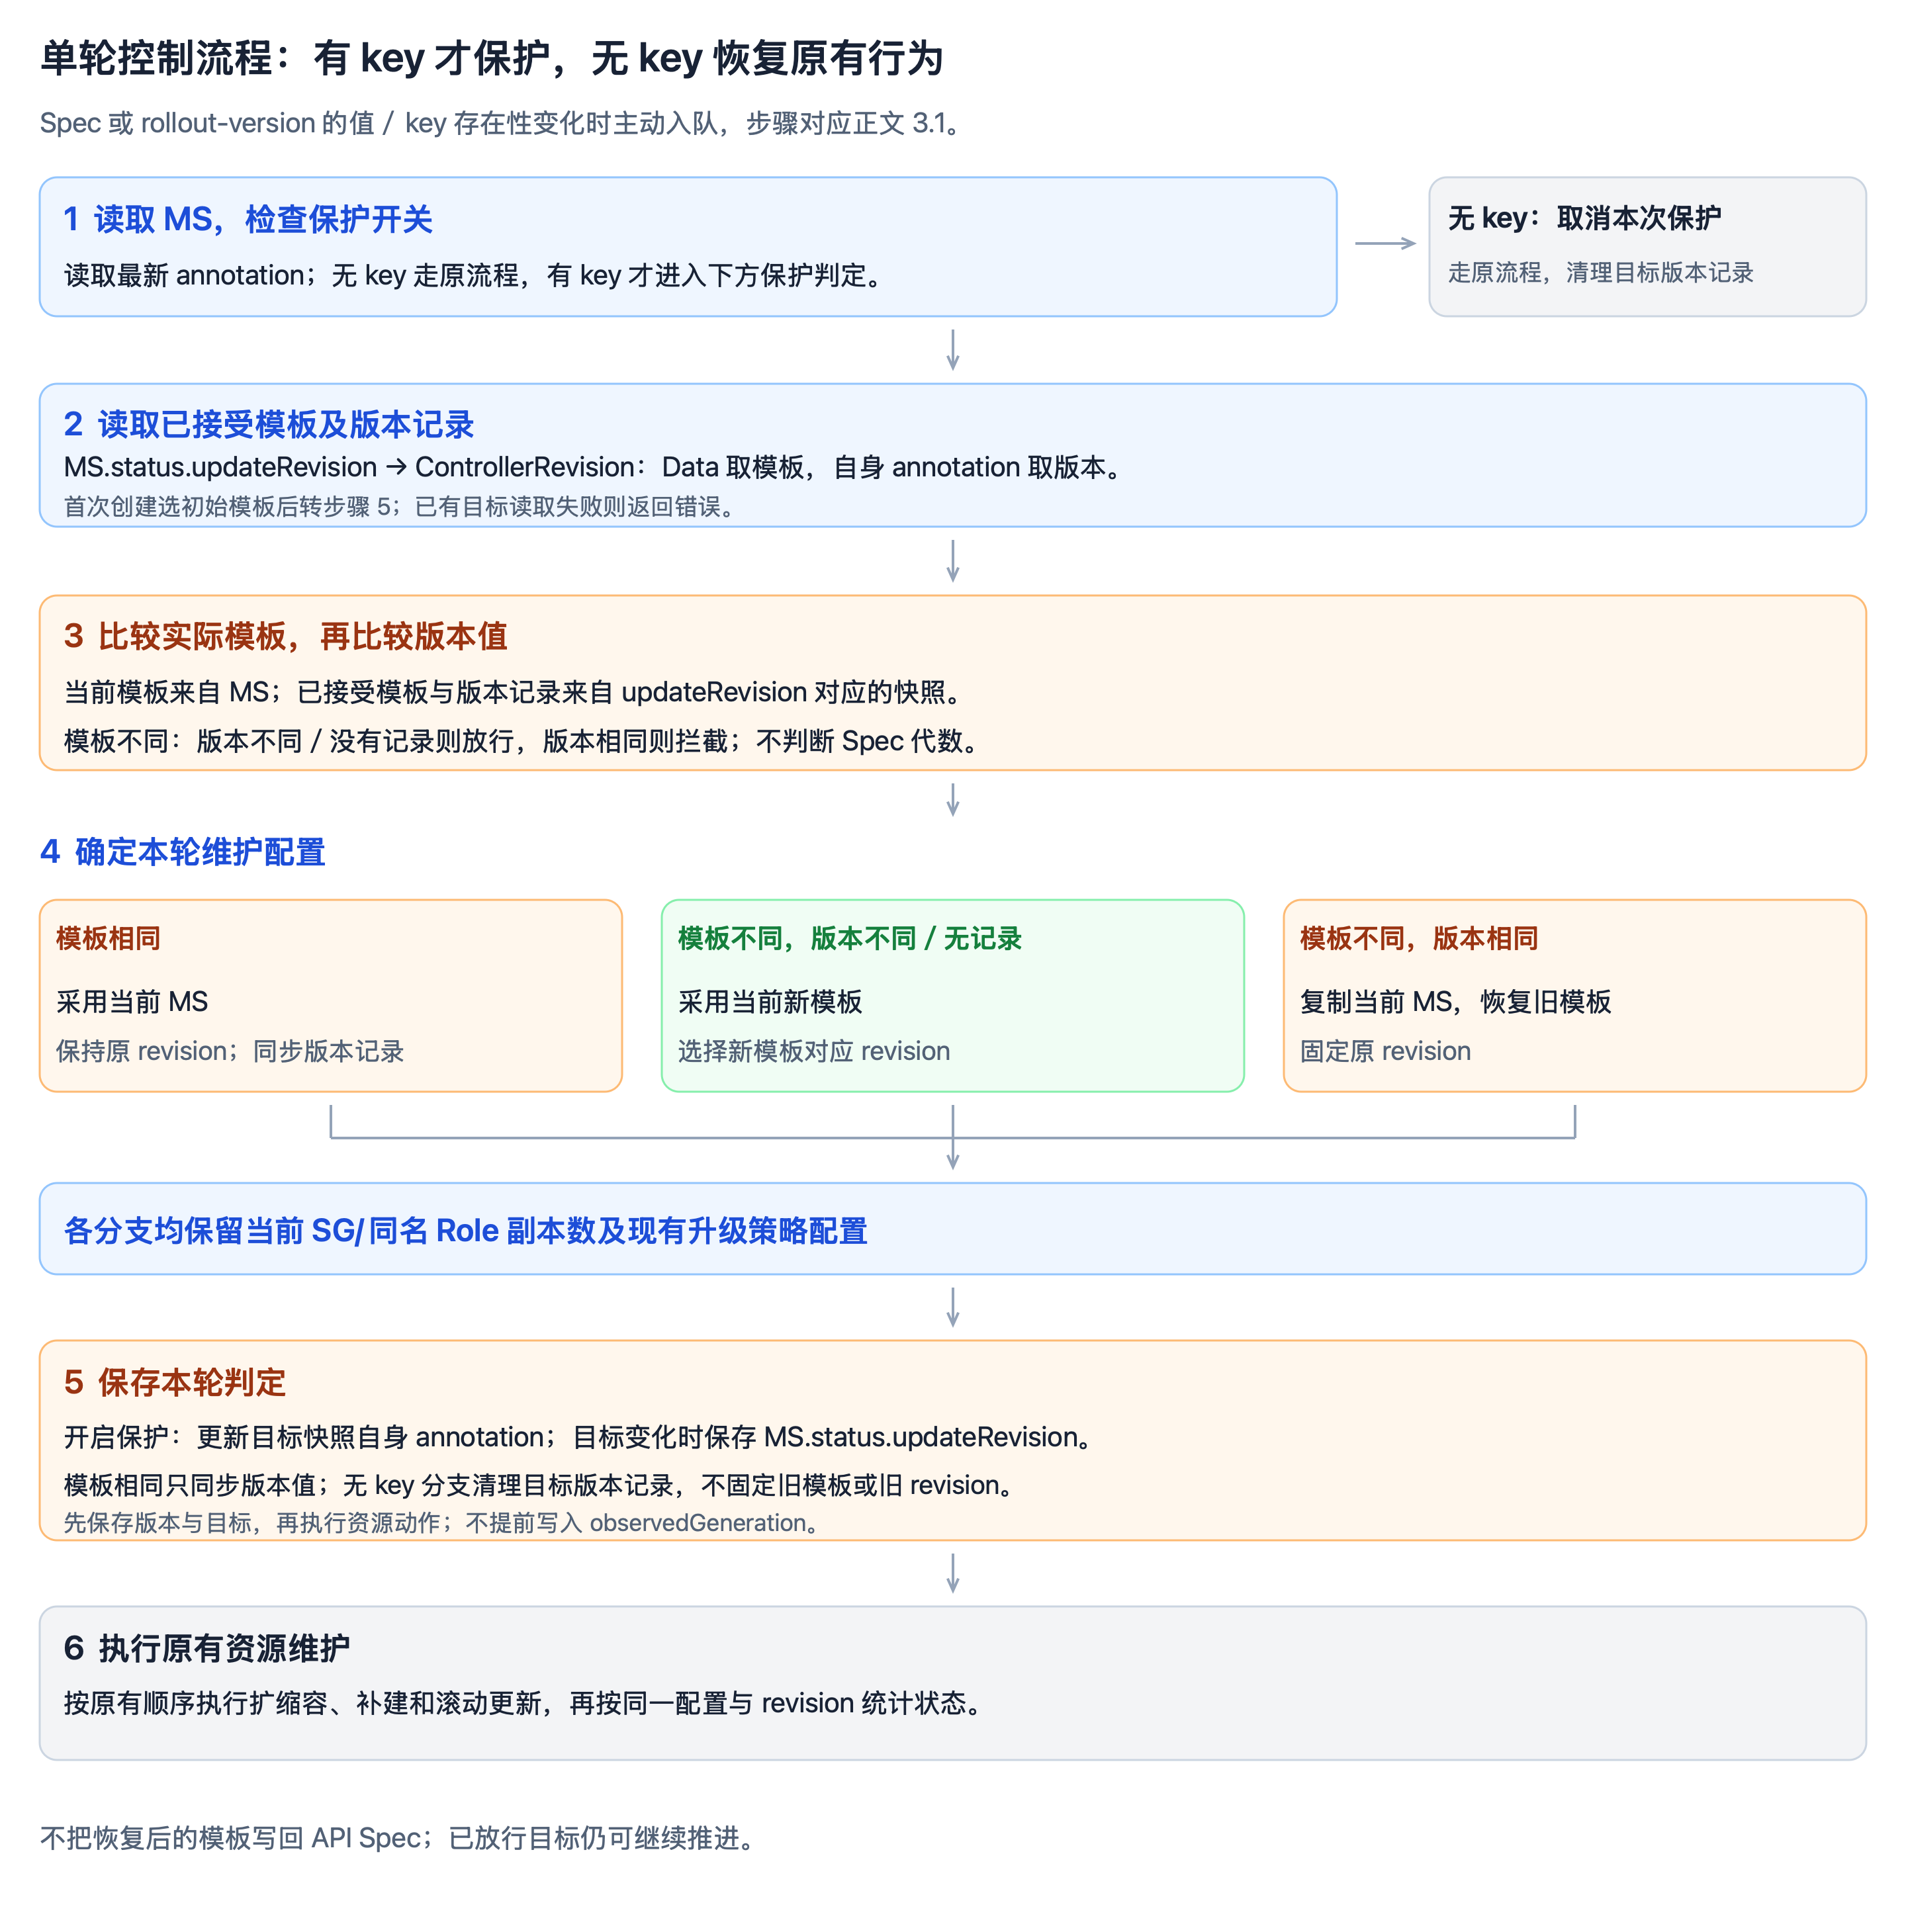 单轮控制流程：有 key 才保护，无 key 恢复原有行为
Spec 或 rollout-version 的值 / key 存在性变化时主动入队，步骤对应正文 3.1。
1 读取 MS，检查保护开关
读取最新 annotation；无 key 走原流程，有 key 才进入下方保护判定。
无 key：取消本次保护
走原流程，清理目标版本记录
2 读取已接受模板及版本记录
MS.status.updateRevision → ControllerRevision：Data 取模板，自身 annotation 取版本。
首次创建选初始模板后转步骤 5；已有目标读取失败则返回错误。
3 比较实际模板，再比较版本值
当前模板来自 MS；已接受模板与版本记录来自 updateRevision 对应的快照。
模板不同：版本不同 / 没有记录则放行，版本相同则拦截；不判断 Spec 代数。
4 确定本轮维护配置
模板相同
采用当前 MS
保持原 revision；同步版本记录
模板不同，版本不同 / 无记录
采用当前新模板
选择新模板对应 revision
模板不同，版本相同
复制当前 MS，恢复旧模板
固定原 revision
各分支均保留当前 SG/同名 Role 副本数及现有升级策略配置
5 保存本轮判定
开启保护：更新目标快照自身 annotation；目标变化时保存 MS.status.updateRevision。
模板相同只同步版本值；无 key 分支清理目标版本记录，不固定旧模板或旧 revision。
先保存版本与目标，再执行资源动作；不提前写入 observedGeneration。
6 执行原有资源维护
按原有顺序执行扩缩容、补建和滚动更新，再按同一配置与 revision 统计状态。
不把恢复后的模板写回 API Spec；已放行目标仍可继续推进。